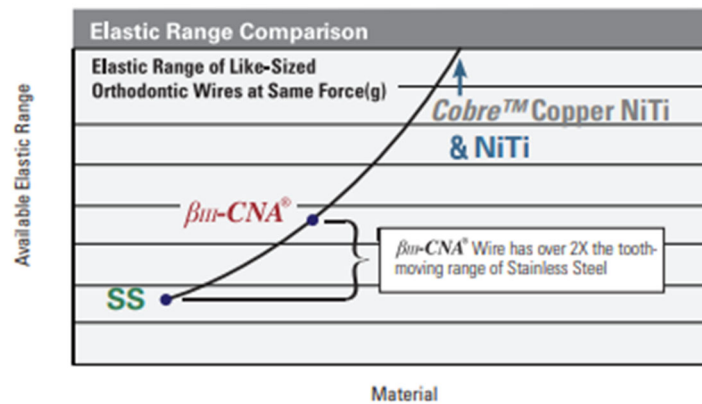 Elastic Range Comparison
Elastic Range of Like-Sized
Orthodontic Wires at Same Force(g)
Cobre™ Copper NiTi
& NiTi
βIII-CNA®
βIII-CNA® Wire has over 2X the tooth-
moving range of Stainless Steel
SS
Available Elastic Range
Material